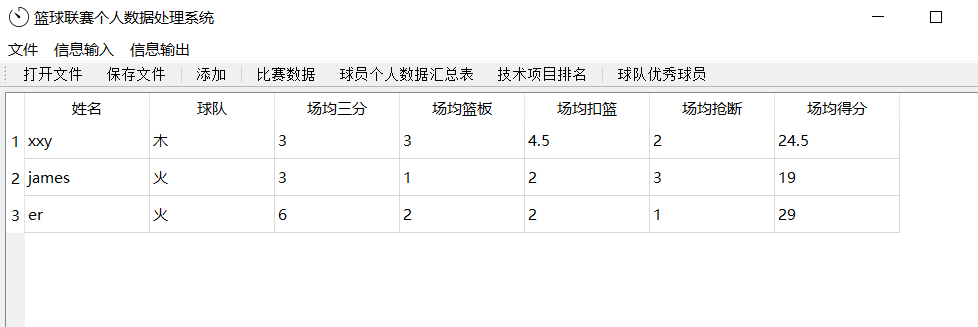 篮球联赛个人数据处理系统
文件 信息输入 信息输出
打开文件 保存文件 添加 比赛数据 球员个人数据汇总表 技术项目排名 球队优秀球员
姓名 球队 场均三分 场均篮板 场均扣篮 场均抢断 场均得分
1 xxy 木 3 3 4.5 2 24.5
2 james 火 3 1 2 3 19
3 er 火 6 2 2 1 29